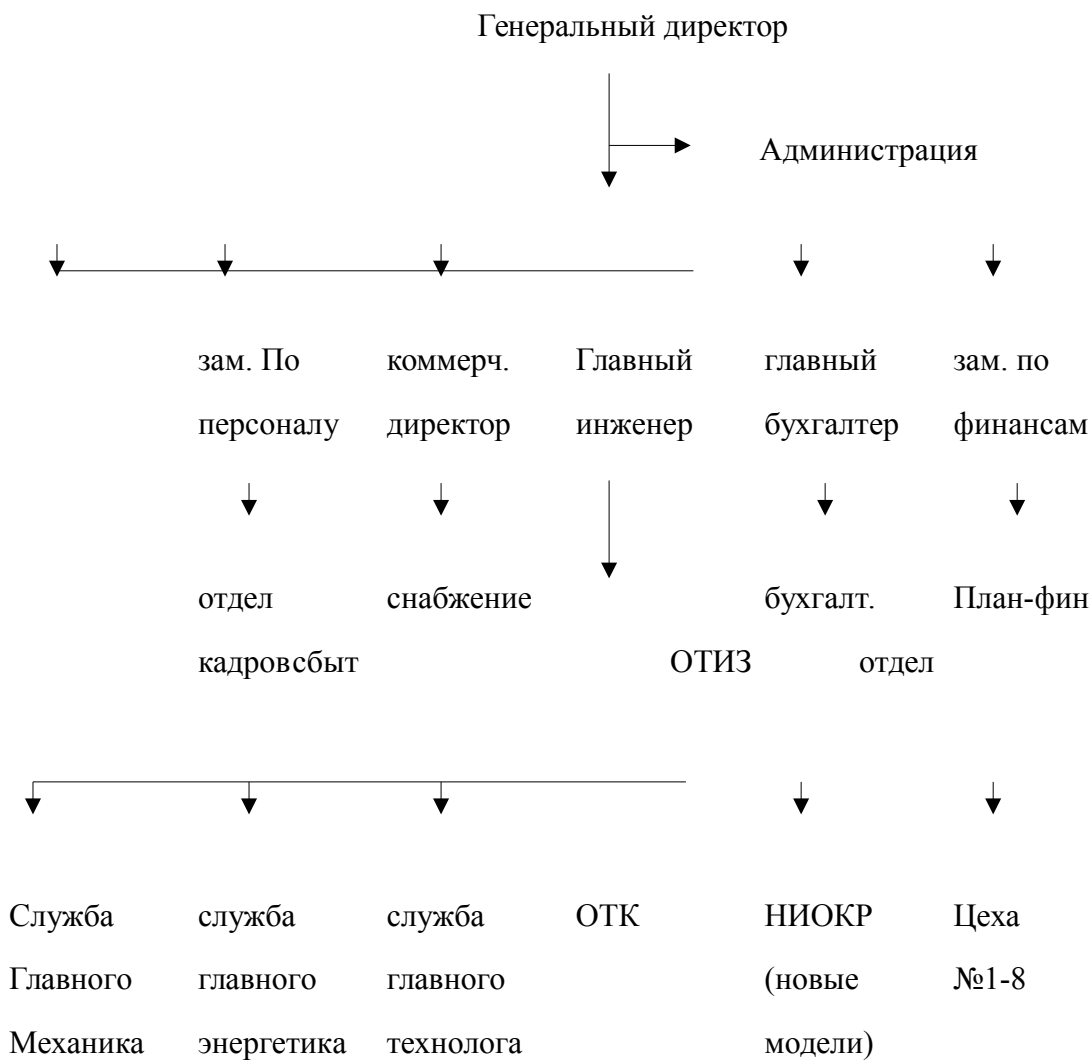 Генеральный директор
Администрация
зам. По коммерч. Главный главный зам. по
персоналу директор инженер бухгалтер финансам
отдел снабжение бухгалт. План-фин
кадровсбыт ОТИЗ отдел
Служба служба служба ОТК НИОКР Цеха
Главного главного главного (новые №1-8
Механика энергетика технолога модели)